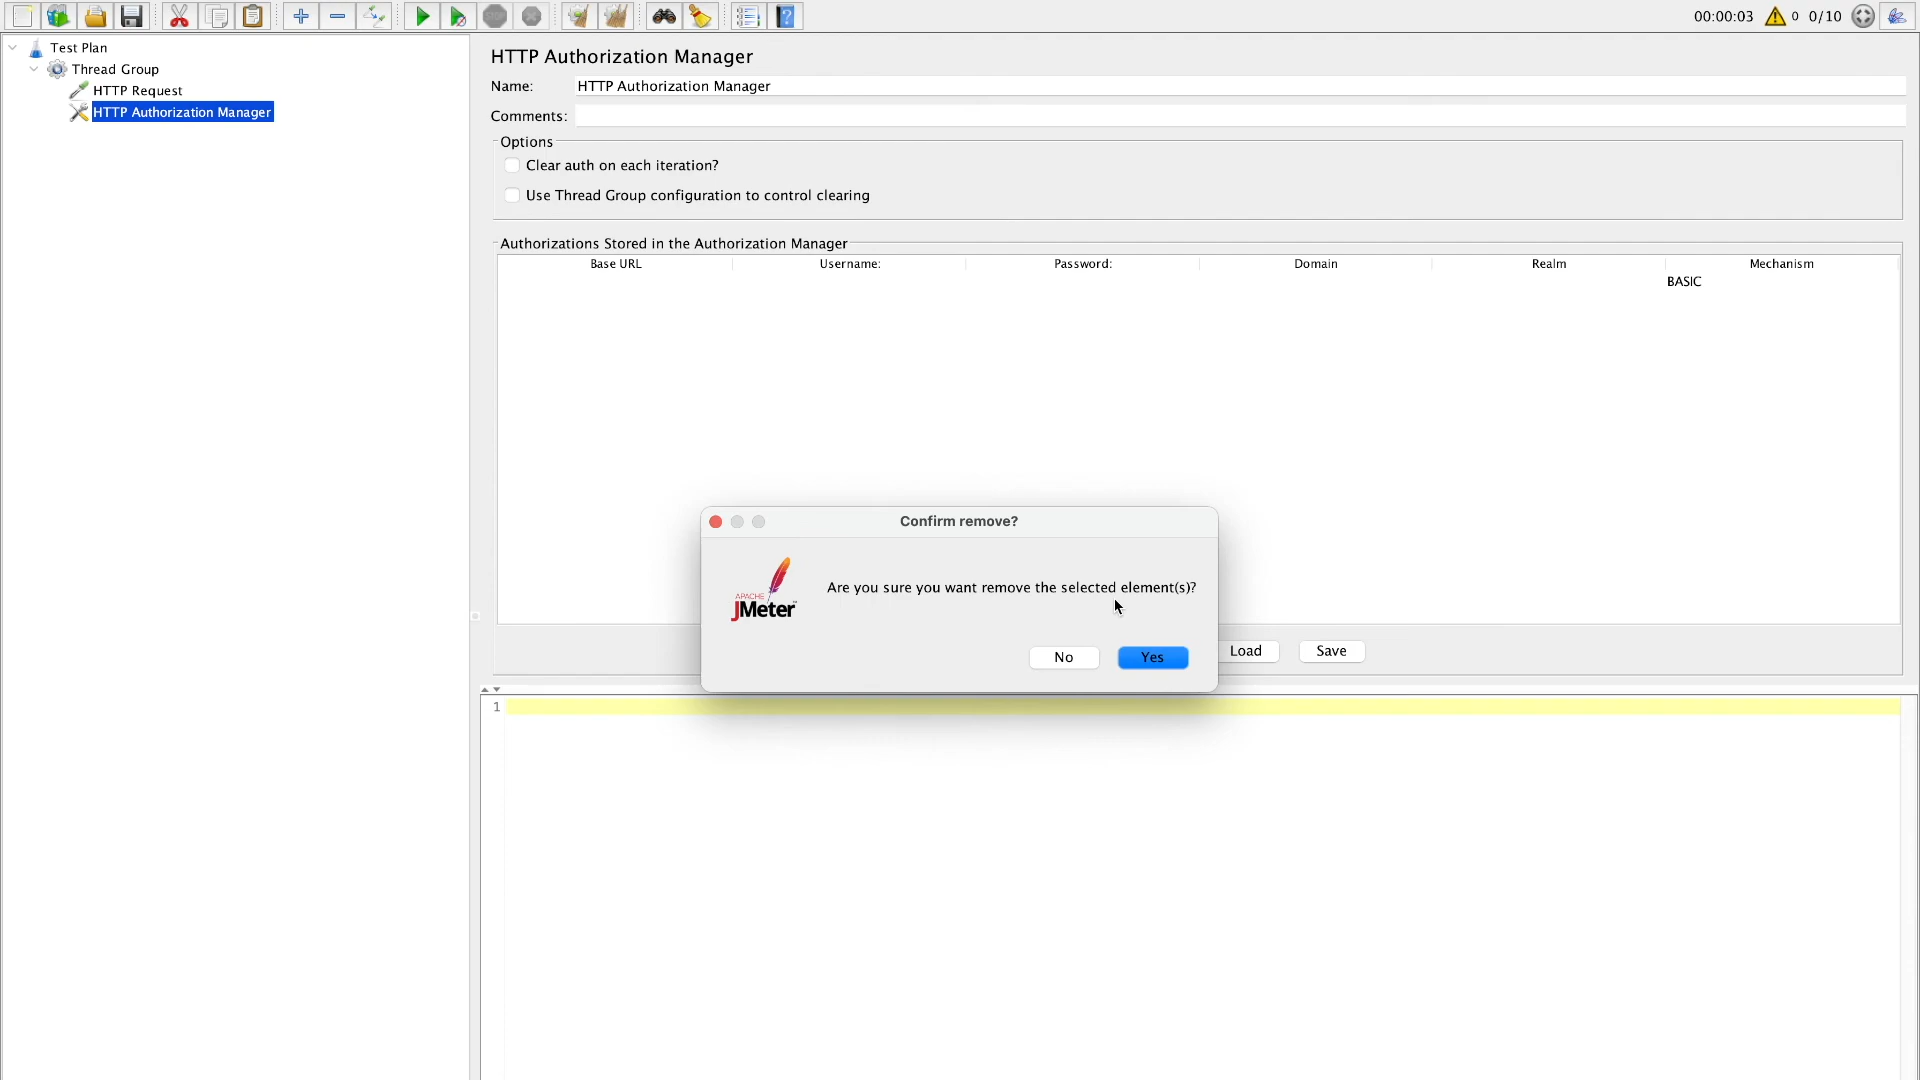 00:00:03 0 0/10
Test Plan
Thread Group
HTTP Request
HTTP Authorization Manager
HTTP Authorization Manager
Name: HTTP Authorization Manager
Comments:
Options
Clear auth on each iteration?
Use Thread Group configuration to control clearing
Authorizations Stored in the Authorization Manager
Base URL Username: Password: Domain Realm Mechanism
BASIC
Confirm remove?
APACHE
JMeter
Are you sure you want remove the selected element(s)?
No Yes
Load Save
1